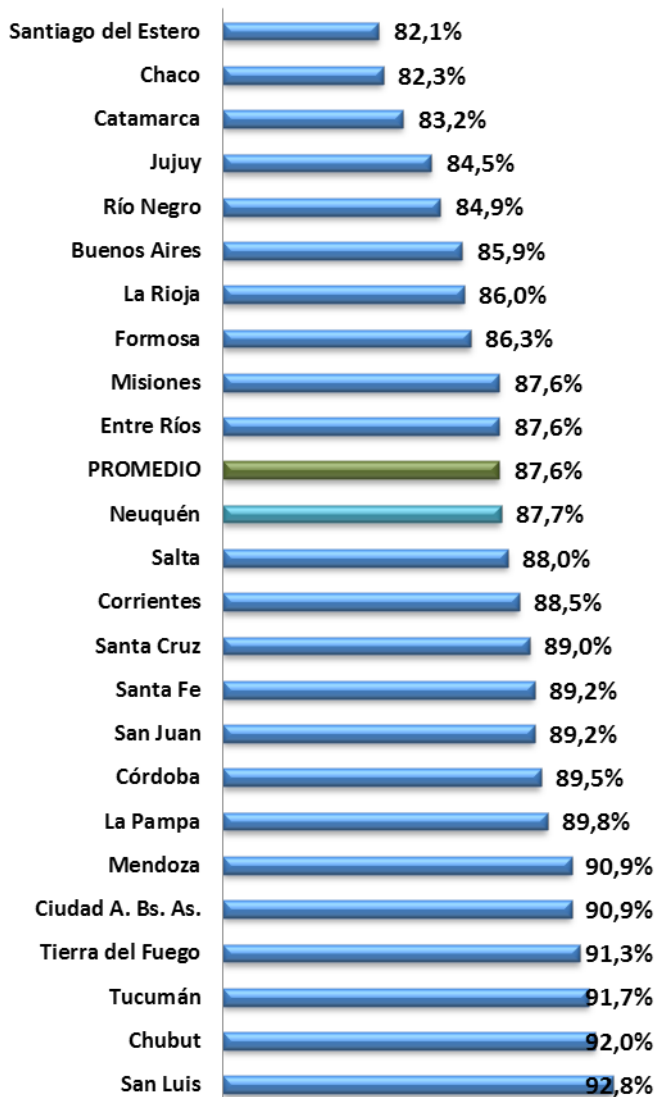 Santiago del Estero 82,1%
Chaco 82,3%
Catamarca 83,2%
Jujuy 84,5%
Río Negro 84,9%
Buenos Aires 85,9%
La Rioja 86,0%
Formosa 86,3%
Misiones 87,6%
Entre Ríos 87,6%
PROMEDIO 87,6%
Neuquén 87,7%
Salta 88,0%
Corrientes 88,5%
Santa Cruz 89,0%
Santa Fe 89,2%
San Juan 89,2%
Córdoba 89,5%
La Pampa 89,8%
Mendoza 90,9%
Ciudad A. Bs. As. 90,9%
Tierra del Fuego 91,3%
Tucumán 91,7%
Chubut 92,0%
San Luis 92,8%